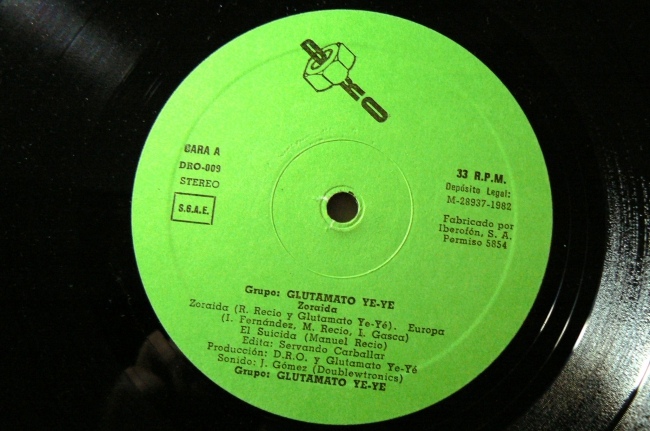 DRO
CARA A
DRO-009
STEREO
S.G.A.E.
33 R.P.M.
Depósito Legal:
M-28937-1982
Fabricado por
Iberofón, S. A.
Permiso 5854
Grupo: GLUTAMATO YE-YE
Zoraida
Zoraida (R. Recio y Glutamato Ye-Yé). Europa
(I. Fernández, M. Recio, I. Gasca)
El Suicida (Manuel Recio)
Edita: Servando Carballar
Producción: D.R.O. y Glutamato Ye-Yé
Sonido: J. Gómez (Doublewtronics)
Grupo: GLUTAMATO YE-YE